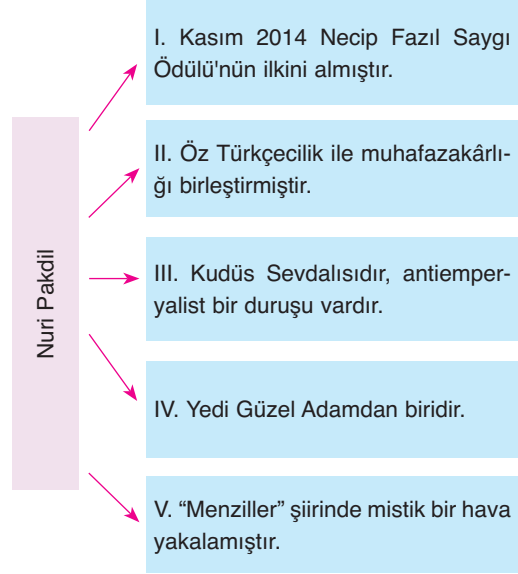 Nuri Pakdil
I. Kasım 2014 Necip Fazıl Saygı
Ödülü'nün ilkini almıştır.
II. Öz Türkçecilik ile muhafazakârlı-
ğı birleştirmiştir.
III. Kudüs Sevdalısıdır, antiemper-
yalist bir duruşu vardır.
IV. Yedi Güzel Adamdan biridir.
V. “Menziller” şiirinde mistik bir hava
yakalamıştır.